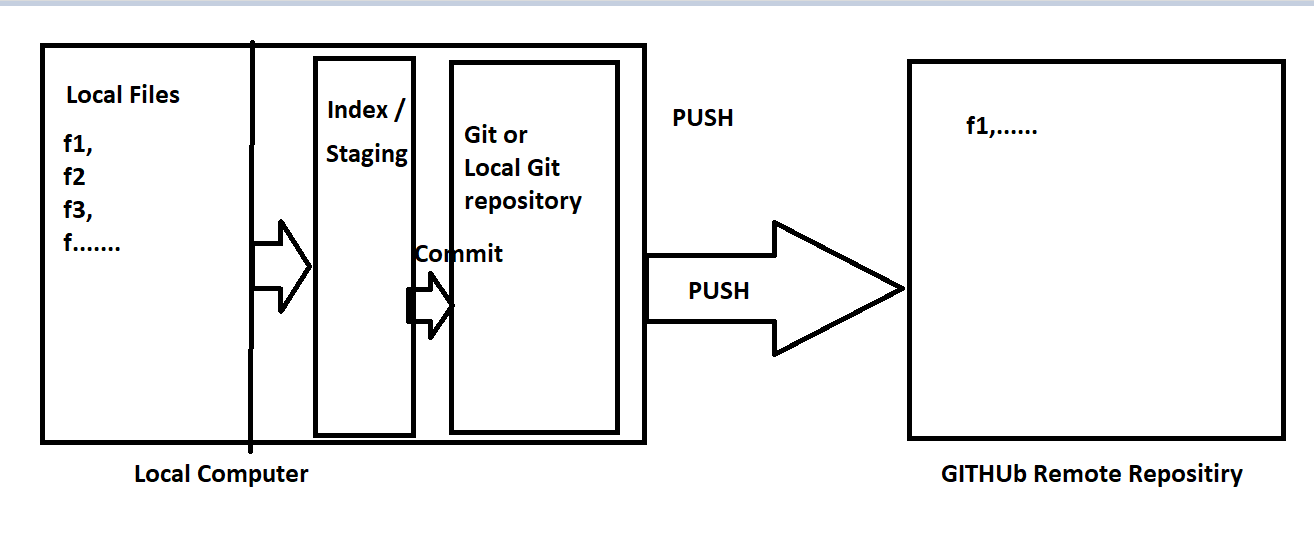 Local Files
f1,
f2
f3,
f.......
Index /
Staging
Git or
Local Git
repository
Commit
PUSH
PUSH
f1,......
Local Computer
GITHUb Remote Repositiry